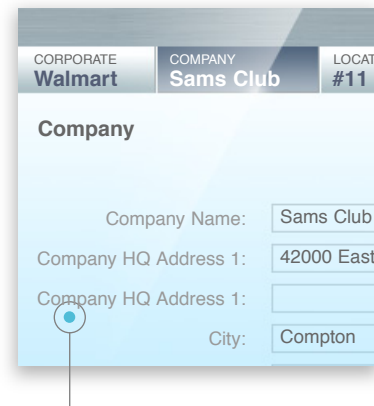 CORPORATE COMPANY LOCAT
Walmart Sams Club #11
Company
Company Name: Sams Club
Company HQ Address 1: 42000 East
Company HQ Address 1:
City: Compton